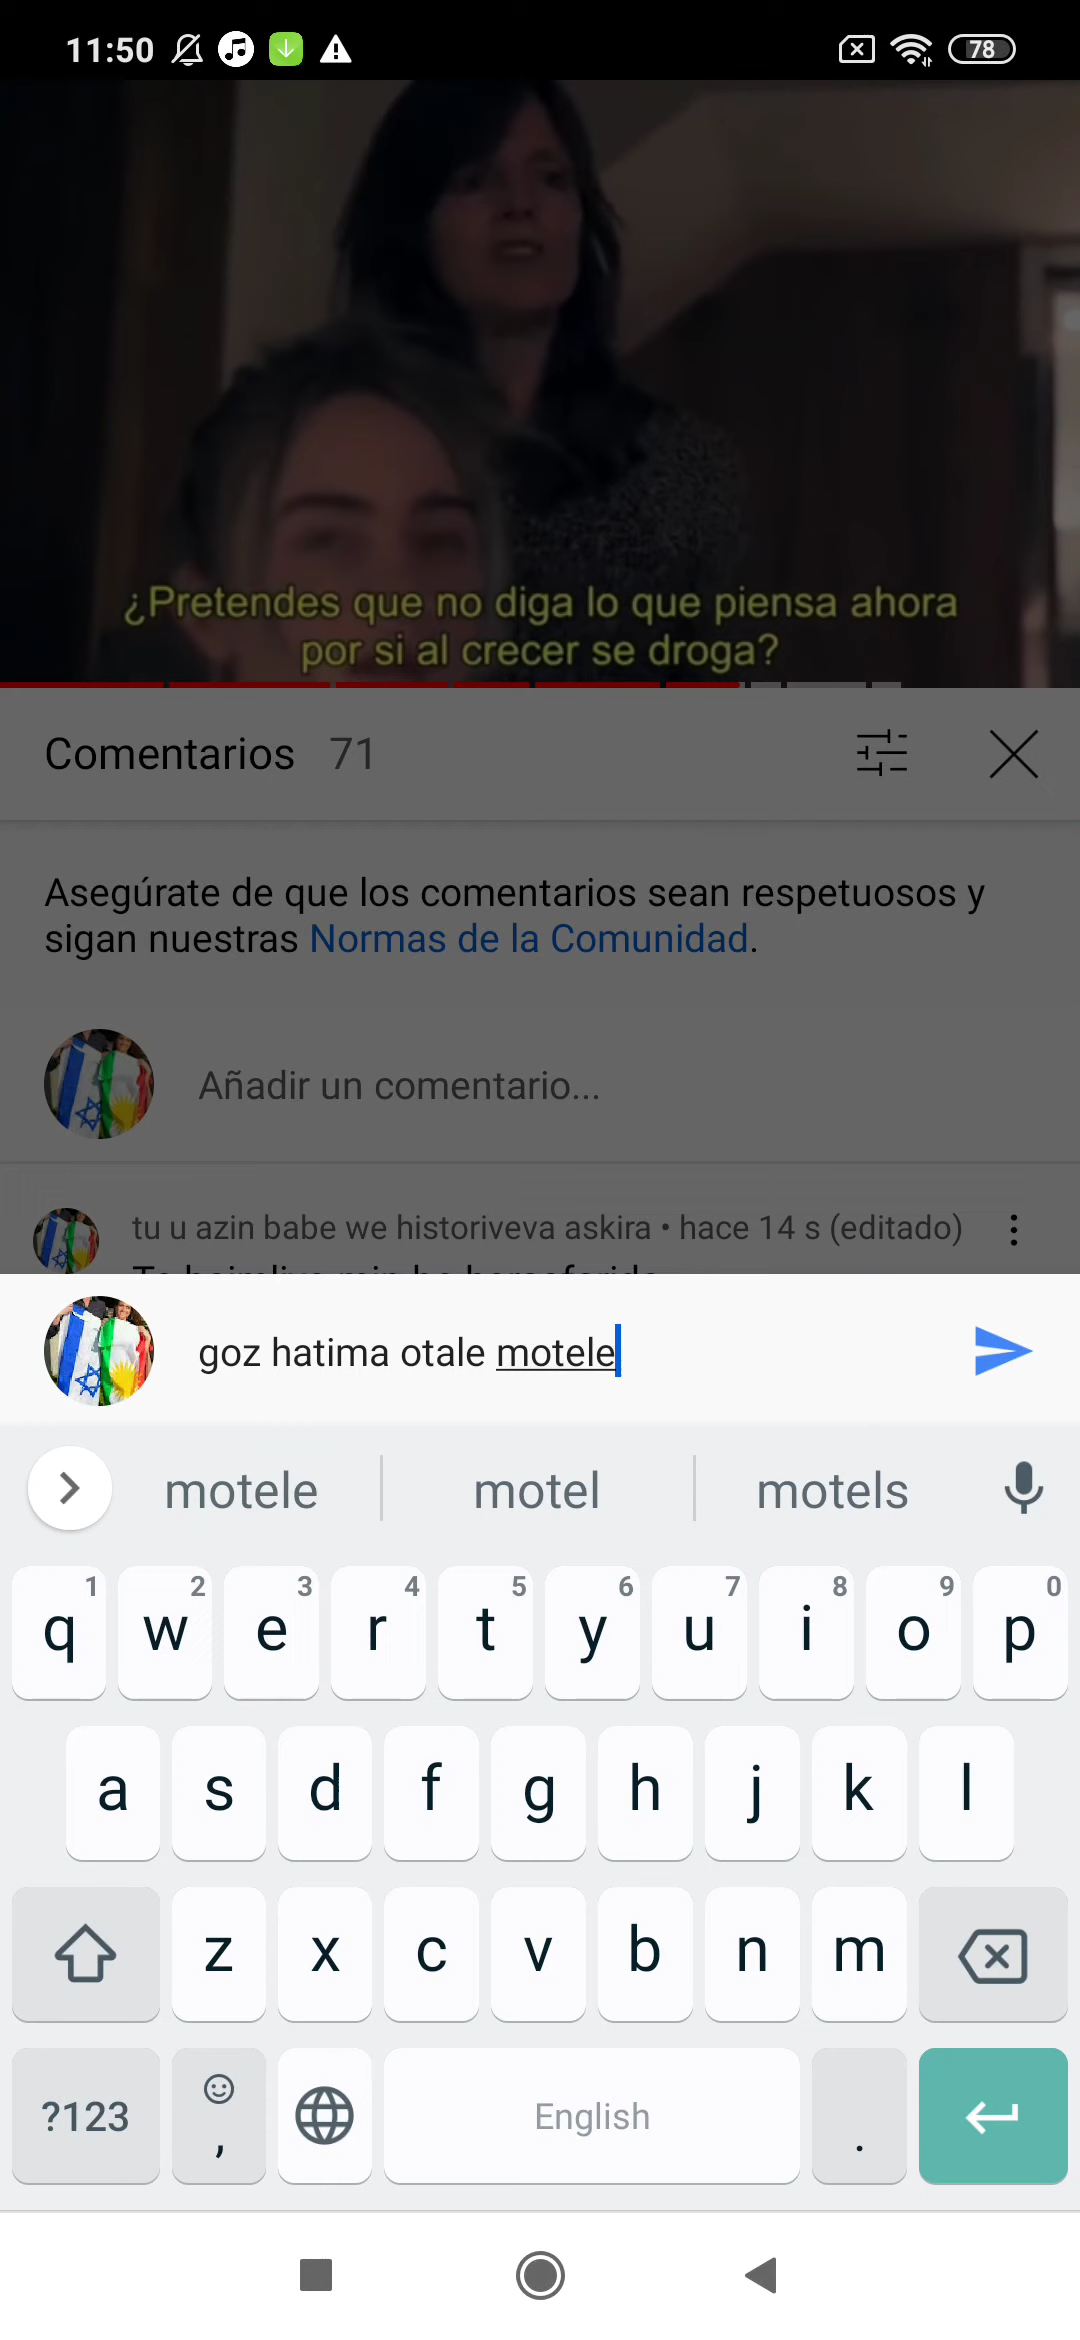 11:50
78
¿Pretendes que no diga lo que piensa ahora
por si al crecer se droga?
Comentarios 71
Asegúrate de que los comentarios sean respetuosos y
sigan nuestras Normas de la Comunidad.
Añadir un comentario...
tu u azin babe we historiveva askira • hace 14 s (editado)
goz hatima otale motele
motele motel motels
1 2 3 4 5 6 7 8 9 0
q w e r t y u i o p
a s d f g h j k l
z x c v b n m
?123 , English .